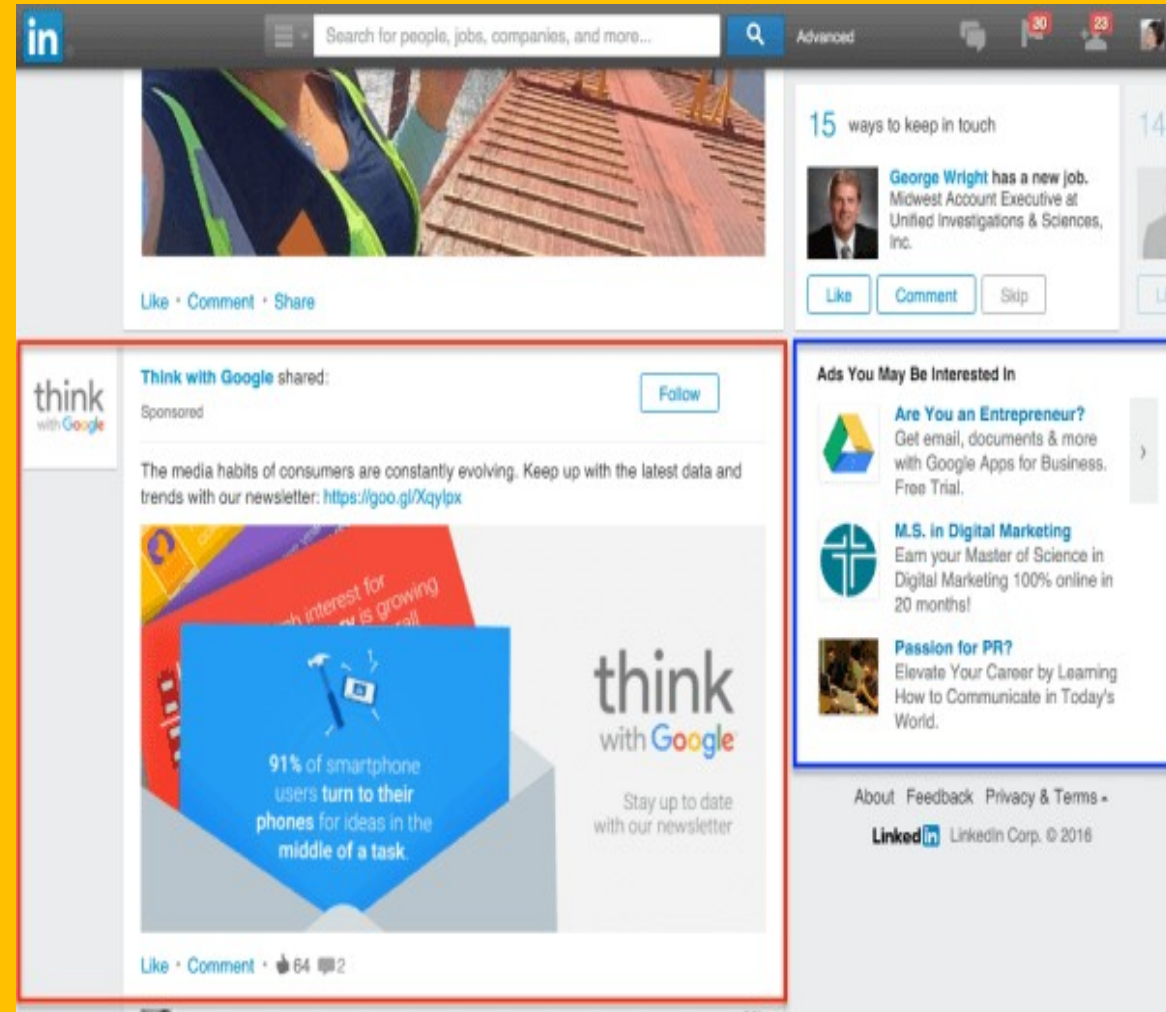 in
Search for people, jobs, companies, and more...
Advanced
30
23
15 ways to keep in touch
14
George Wright has a new job.
Midwest Account Executive at
Unified Investigations & Sciences,
Inc.
Like
Comment
Skip
Like · Comment · Share
think
with Google
Think with Google shared:
Sponsored
Follow
The media habits of consumers are constantly evolving. Keep up with the latest data and
trends with our newsletter: https://goo.gl/Xqylpx
interest for
is growing
91% of smartphone
users turn to their
phones for ideas in the
middle of a task.
think
with Google
Stay up to date
with our newsletter
Like · Comment · 64 2
Ads You May Be Interested In
Are You an Entrepreneur?
Get email, documents & more
with Google Apps for Business.
Free Trial.
M.S. in Digital Marketing
Earn your Master of Science in
Digital Marketing 100% online in
20 months!
Passion for PR?
Elevate Your Career by Learning
How to Communicate in Today's
World.
About Feedback Privacy & Terms
LinkedIn LinkedIn Corp. © 2016